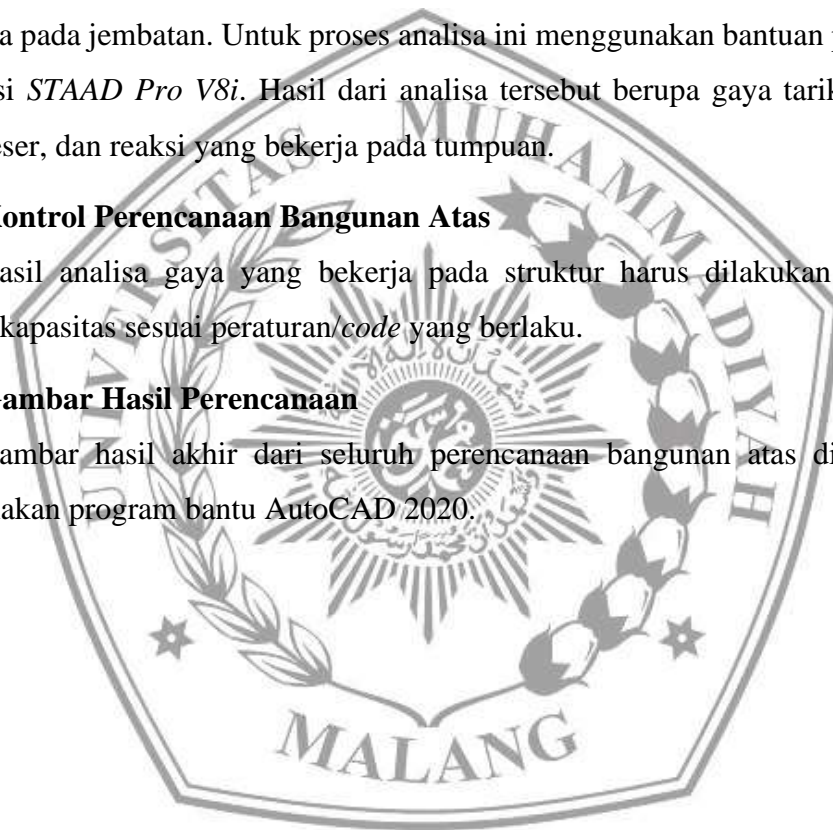 a pada jembatan. Untuk proses analisa ini menggunakan bantuan p
si STAAD Pro V8i. Hasil dari analisa tersebut berupa gaya tarik
eser, dan reaksi yang bekerja pada tumpuan.
Kontrol Perencanaan Bangunan Atas
asil analisa gaya yang bekerja pada struktur harus dilakukan
kapasitas sesuai peraturan/code yang berlaku.
Gambar Hasil Perencanaan
ambar hasil akhir dari seluruh perencanaan bangunan atas di
akan program bantu AutoCAD 2020.
UNIVERSITAS MUHAMMADIYAH
MALANG